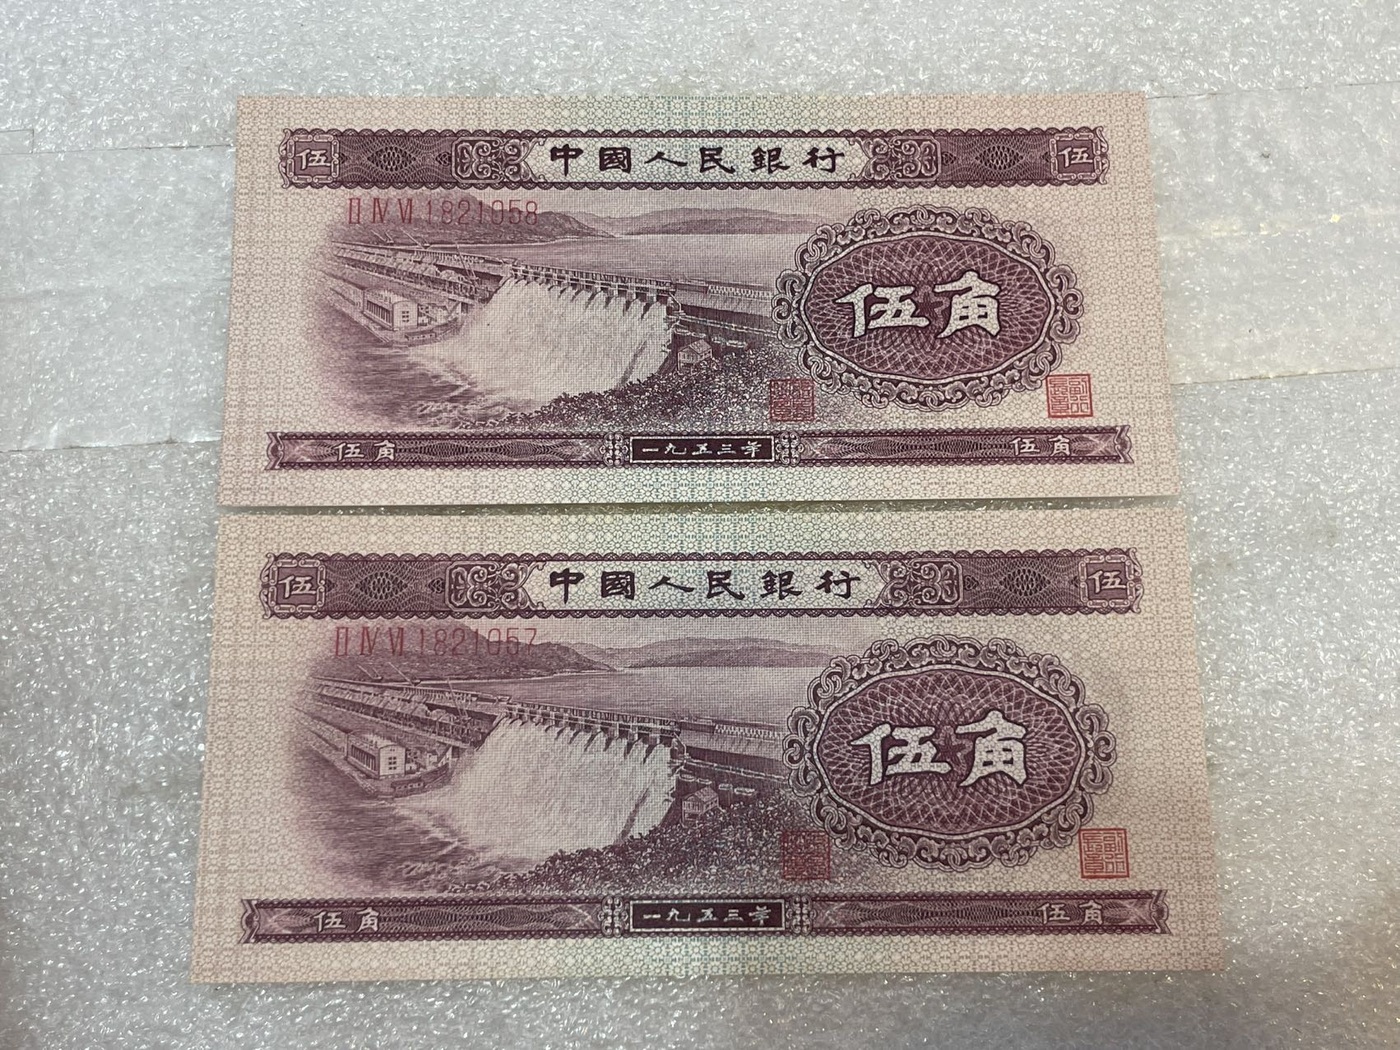 伍 中國人民銀行 伍
II IV VI 1821058
伍角
伍角 一九五三年 伍角
伍 中國人民銀行 伍
II IV VI 1821057
伍角
伍角 一九五三年 伍角